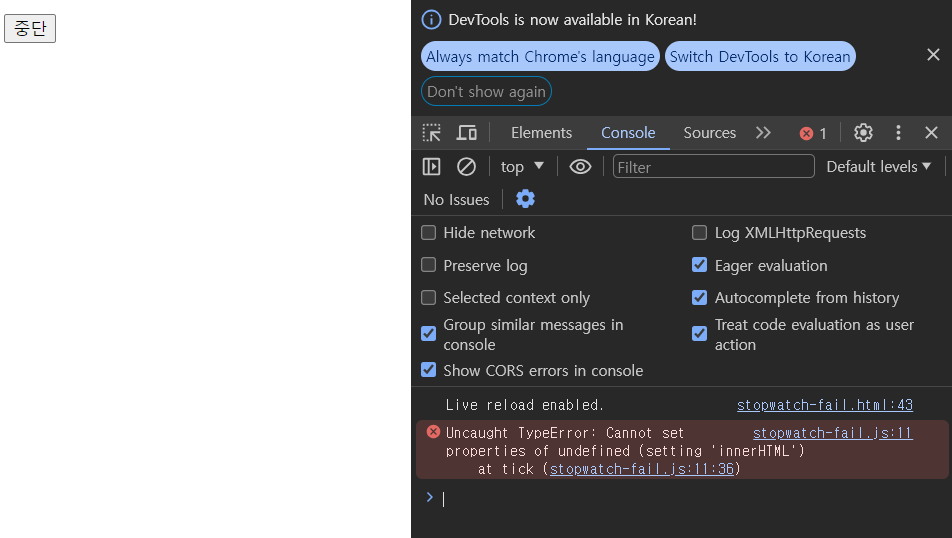 중단
DevTools is now available in Korean!
Always match Chrome's language
Switch DevTools to Korean
Don't show again
Elements
Console
Sources
1
top
Filter
Default levels
No Issues
Hide network
Log XMLHttpRequests
Preserve log
Eager evaluation
Selected context only
Autocomplete from history
Group similar messages in
console
Treat code evaluation as user
action
Show CORS errors in console
Live reload enabled. stopwatch-fail.html:43
Uncaught TypeError: Cannot set stopwatch-fail.js:11
properties of undefined (setting 'innerHTML')
at tick (stopwatch-fail.js:11:36)